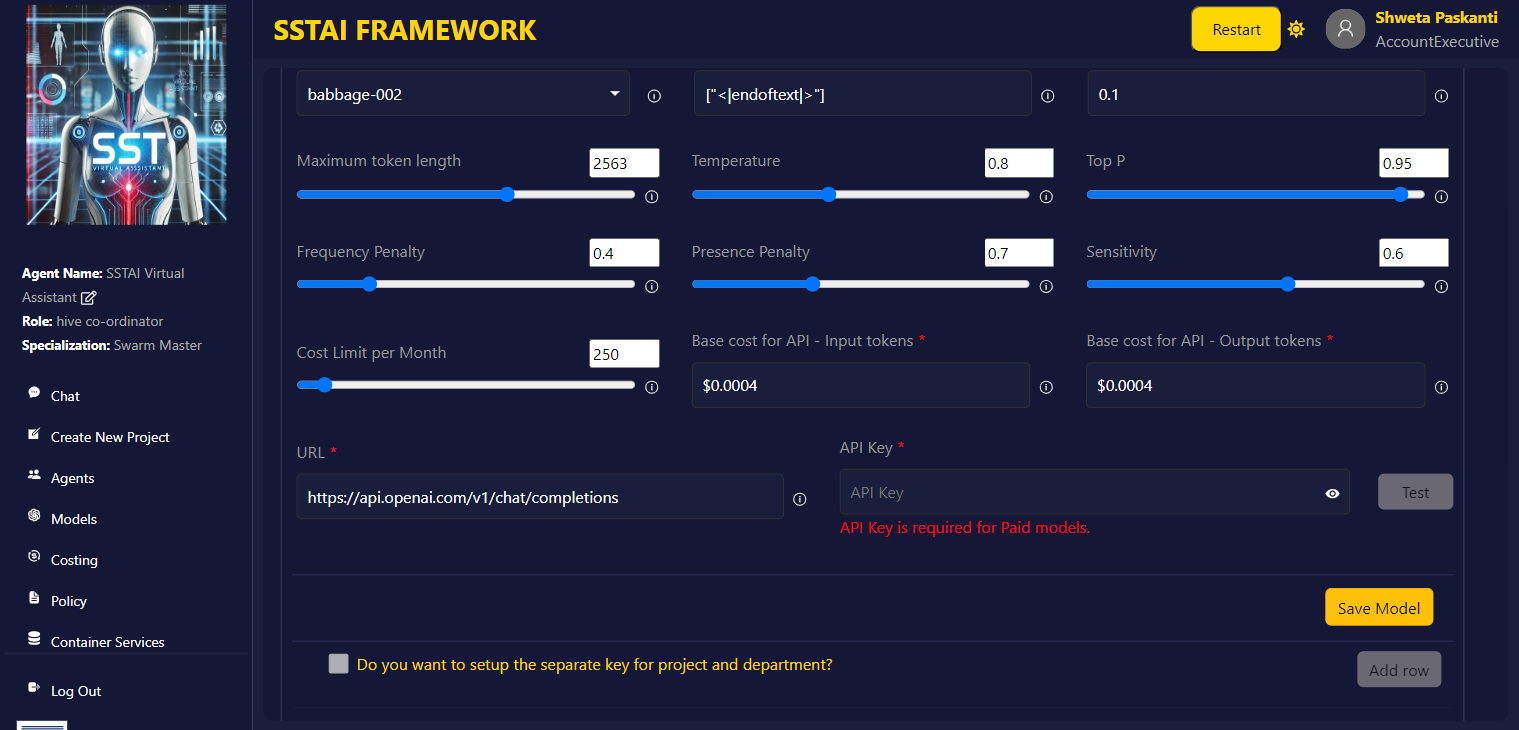 SST
VIRTUAL ASSSISTANT
Agent Name: SSTAI Virtual
Assistant
Role: hive co-ordinator
Specialization: Swarm Master
Chat
Create New Project
Agents
Models
Costing
Policy
Container Services
Log Out
SSTAI FRAMEWORK
Restart
Shweta Paskanti
AccountExecutive
babbage-002
["<|endoftext|>"]
0.1
Maximum token length
2563
Temperature
0.8
Top P
0.95
Frequency Penalty
0.4
Presence Penalty
0.7
Sensitivity
0.6
Cost Limit per Month
250
Base cost for API - Input tokens *
$0.0004
Base cost for API - Output tokens *
$0.0004
URL *
https://api.openai.com/v1/chat/completions
API Key *
API Key
Test
API Key is required for Paid models.
Save Model
Do you want to setup the separate key for project and department?
Add row